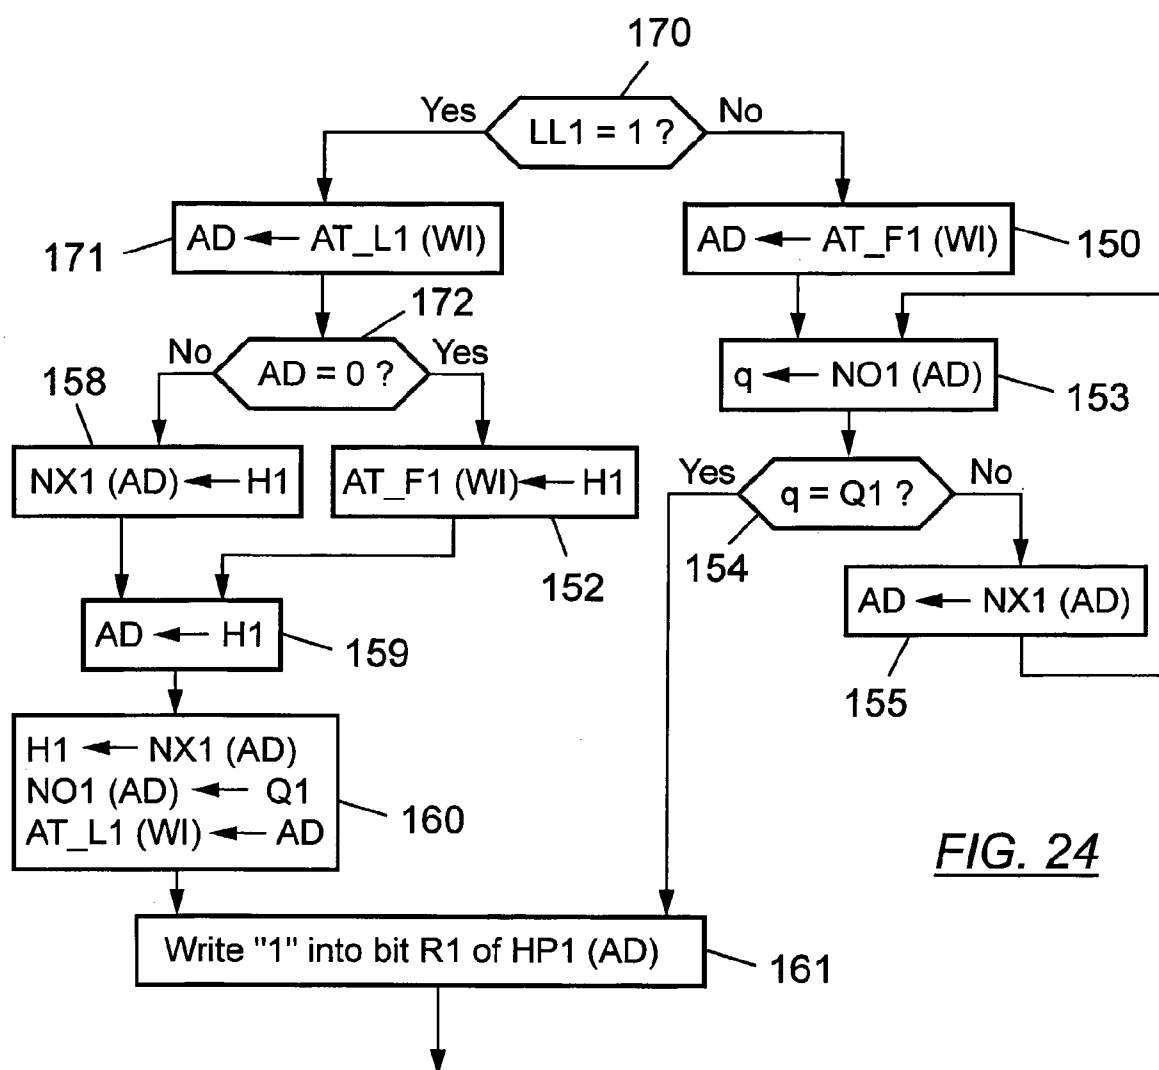 170
Yes
LL1 = 1 ?
No
AD ← AT_L1 (WI)
171
AD ← AT_F1 (WI)
150
172
No
AD = 0 ?
Yes
158
q ← NO1 (AD)
153
NX1 (AD) ← H1
AT_F1 (WI) ← H1
152
Yes
q = Q1 ?
No
154
AD ← NX1 (AD)
155
AD ← H1
159
H1 ← NX1 (AD)
NO1 (AD) ← Q1
AT_L1 (WI) ← AD
160
FIG. 24
Write "1" into bit R1 of HP1 (AD)
161